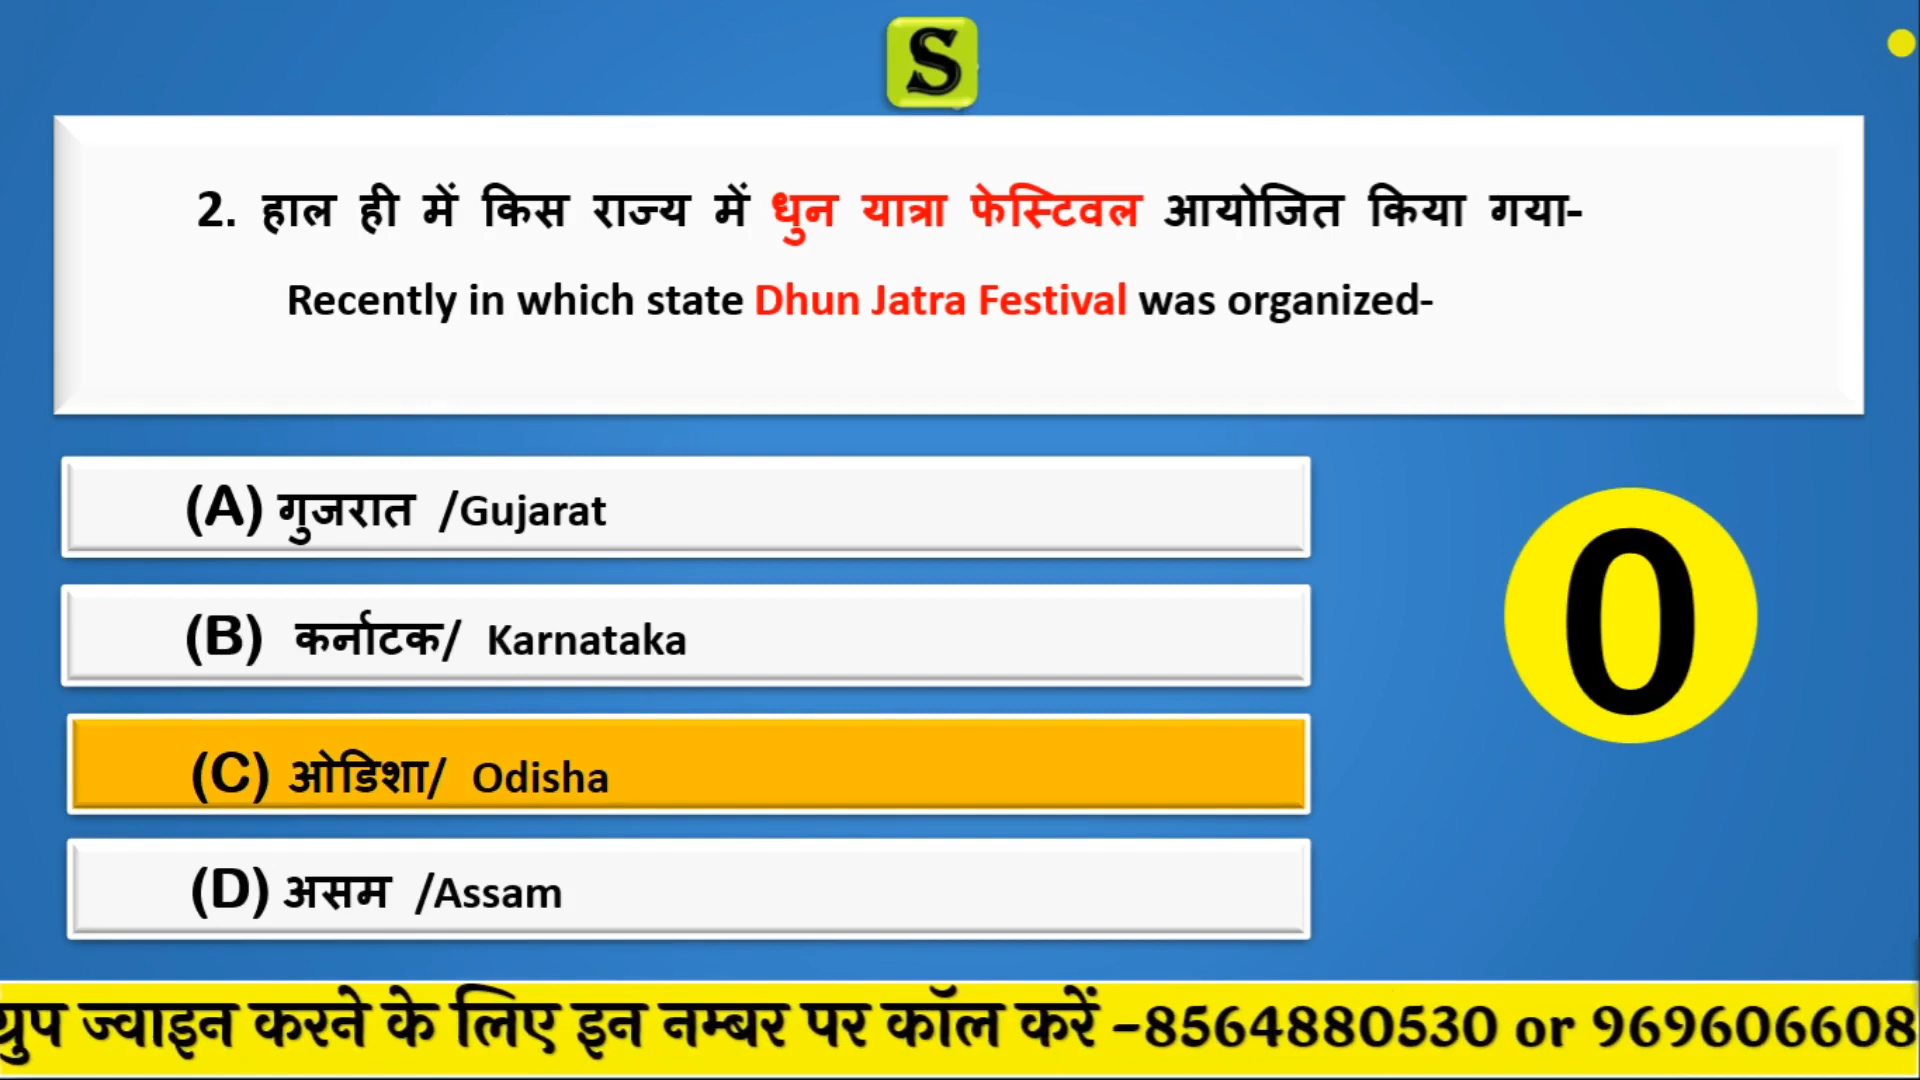 S
2. हाल ही में किस राज्य में धुन यात्रा फेस्टिवल आयोजित किया गया-
Recently in which state Dhun Jatra Festival was organized-
(A) गुजरात /Gujarat
(B) कर्नाटक/ Karnataka
(C) ओडिशा/ Odisha
(D) असम /Assam
0
ज्वाइन करने के लिए इन नम्बर पर कॉल करें -8564880530 or 969606608